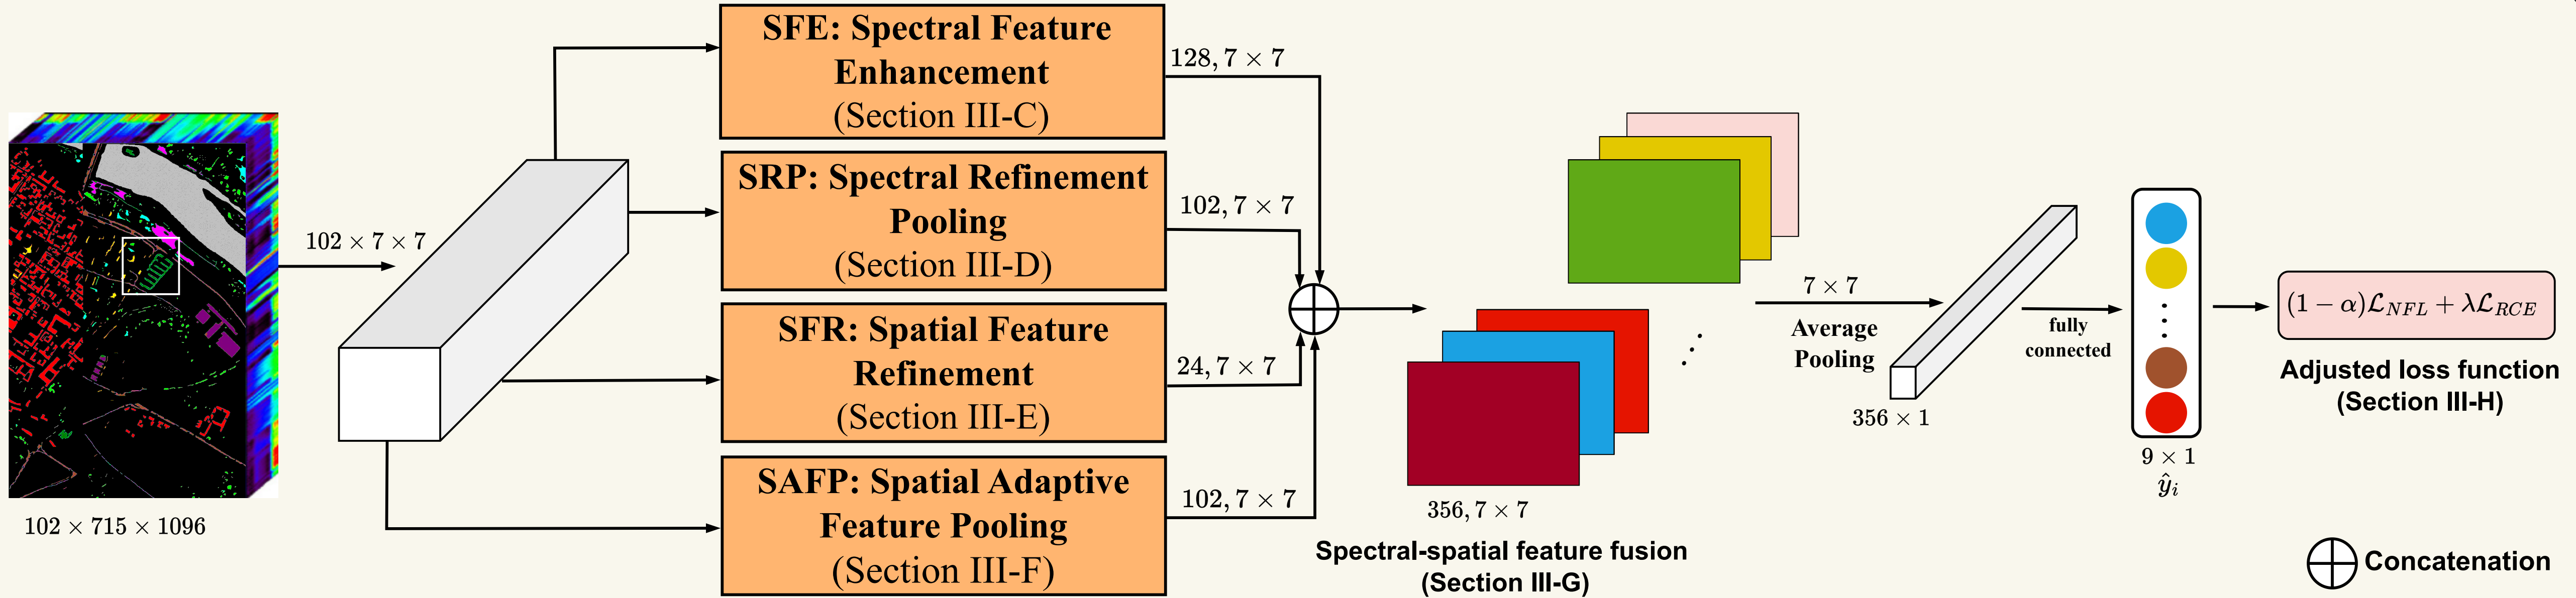 102 × 715 × 1096
102 × 7 × 7
SFE: Spectral Feature
Enhancement
(Section III-C)
SRP: Spectral Refinement
Pooling
(Section III-D)
SFR: Spatial Feature
Refinement
(Section III-E)
SAFP: Spatial Adaptive
Feature Pooling
(Section III-F)
128, 7 × 7
102, 7 × 7
24, 7 × 7
102, 7 × 7
356, 7 × 7
Spectral-spatial feature fusion
(Section III-G)
7 × 7
Average
Pooling
356 × 1
fully
connected
9 × 1
ŷᵢ
(1 − α)ℒ_NFL + λℒ_RCE
Adjusted loss function
(Section III-H)
Concatenation